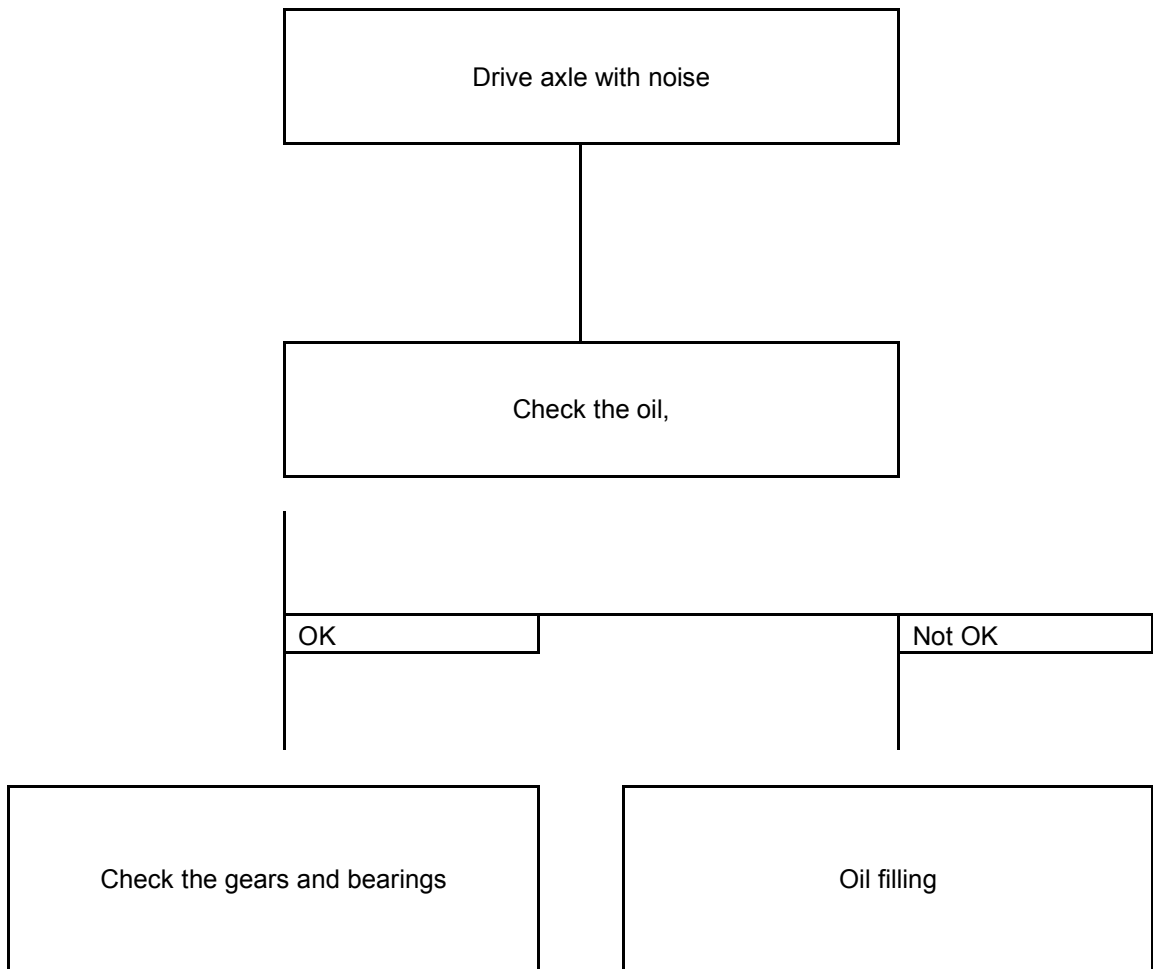 Drive axle with noise
Check the oil,
OK
Not OK
Check the gears and bearings
Oil filling